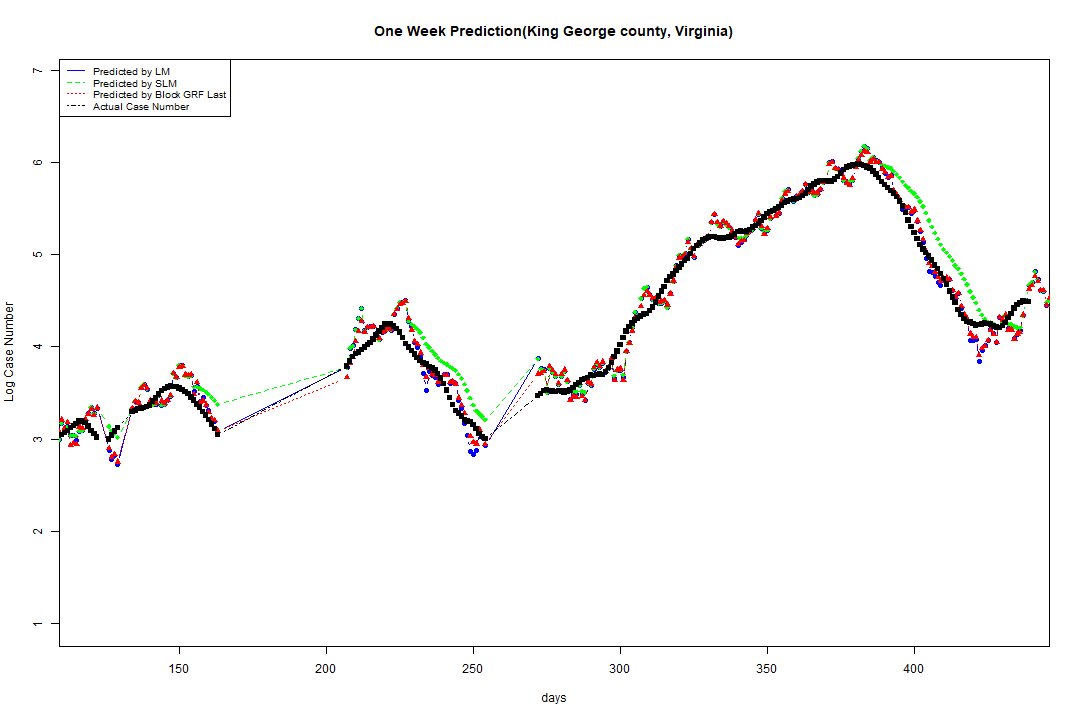 One Week Prediction(King George county, Virginia)
Predicted by LM
Predicted by SLM
Predicted by Block GRF Last
Actual Case Number
Log Case Number
7
6
5
4
3
2
1
150 200 250 300 350 400
days